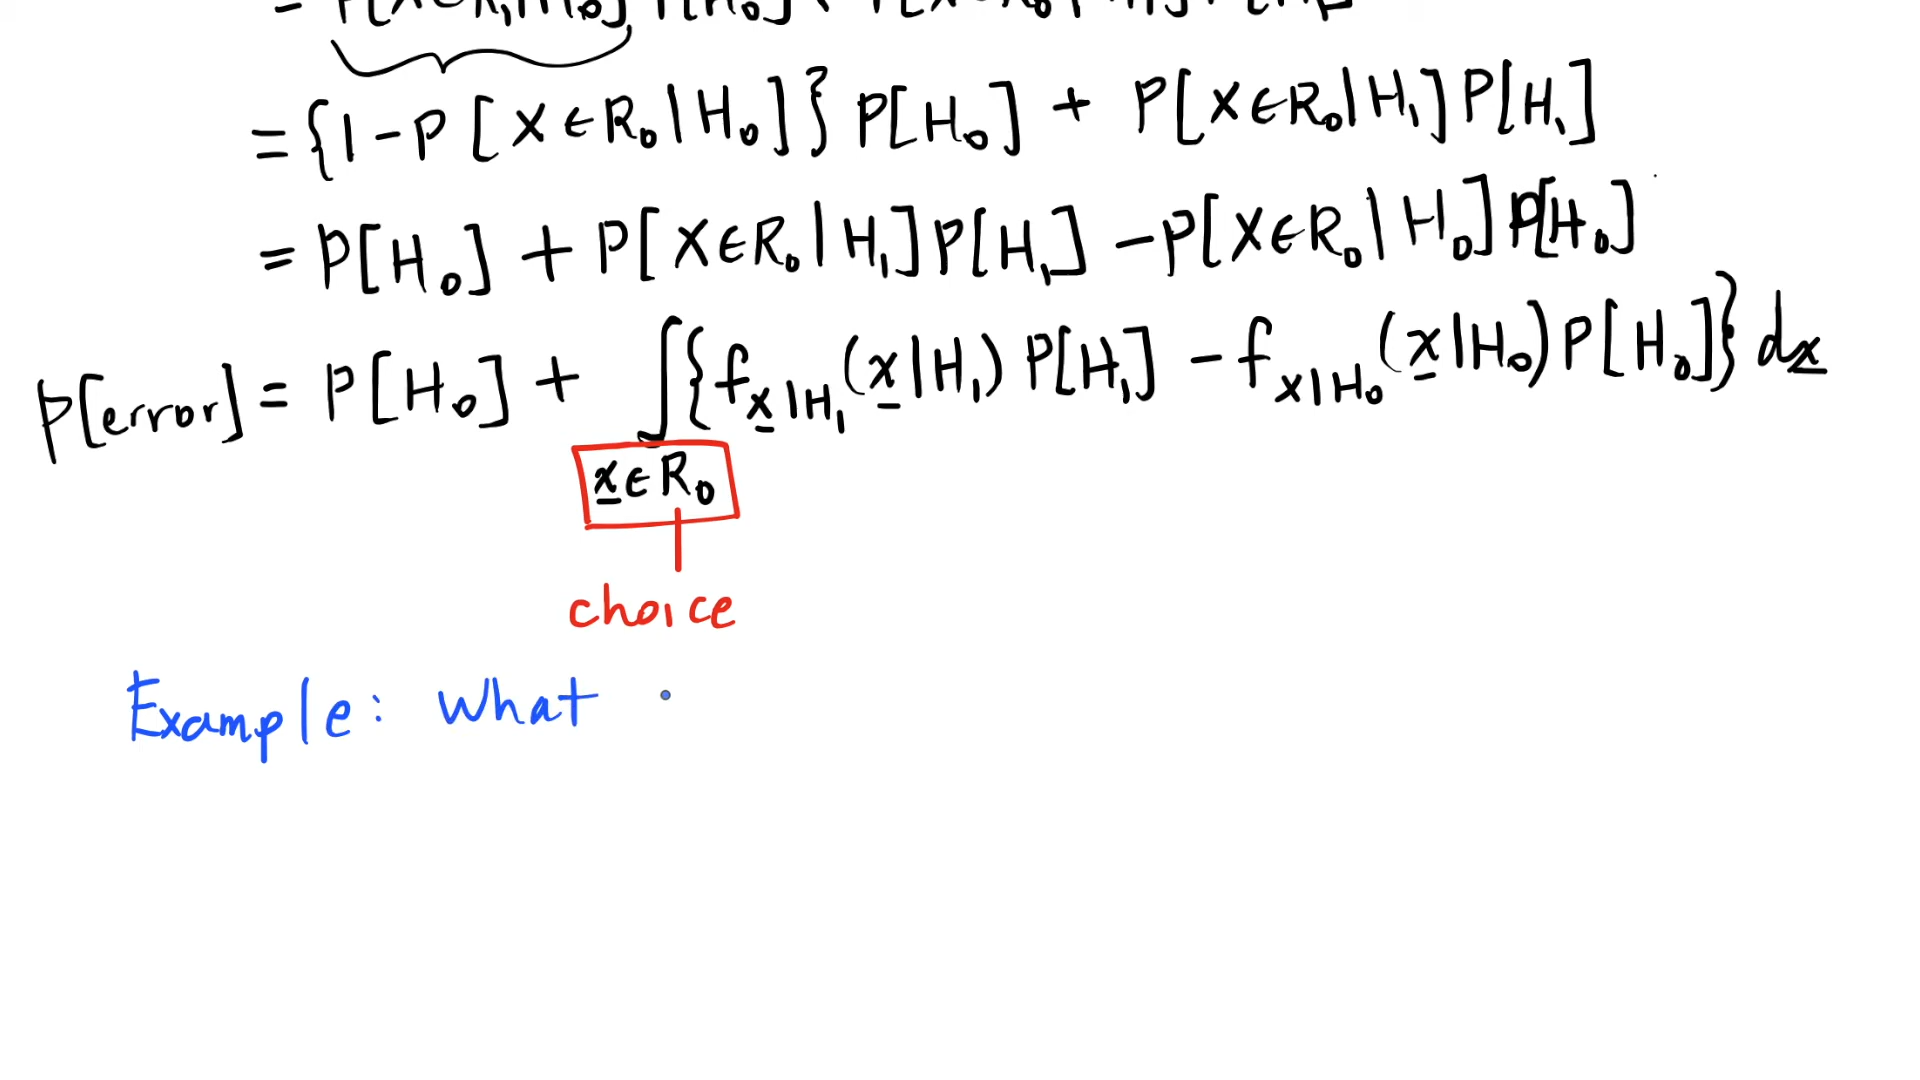 = {1 - P[X ∈ R₀ | H₀]} P[H₀] + P[X ∈ R₀ | H₁] P[H₁]
= P[H₀] + P[X ∈ R₀ | H₁] P[H₁] - P[X ∈ R₀ | H₀] P[H₀]
P[error] = P[H₀] + ∫ {f_{x̲|H₁}(x̲|H₁) P[H₁] - f_{x|H₀}(x̲|H₀) P[H₀]} dx̲
x̲ ∈ R₀
choice
Example: What